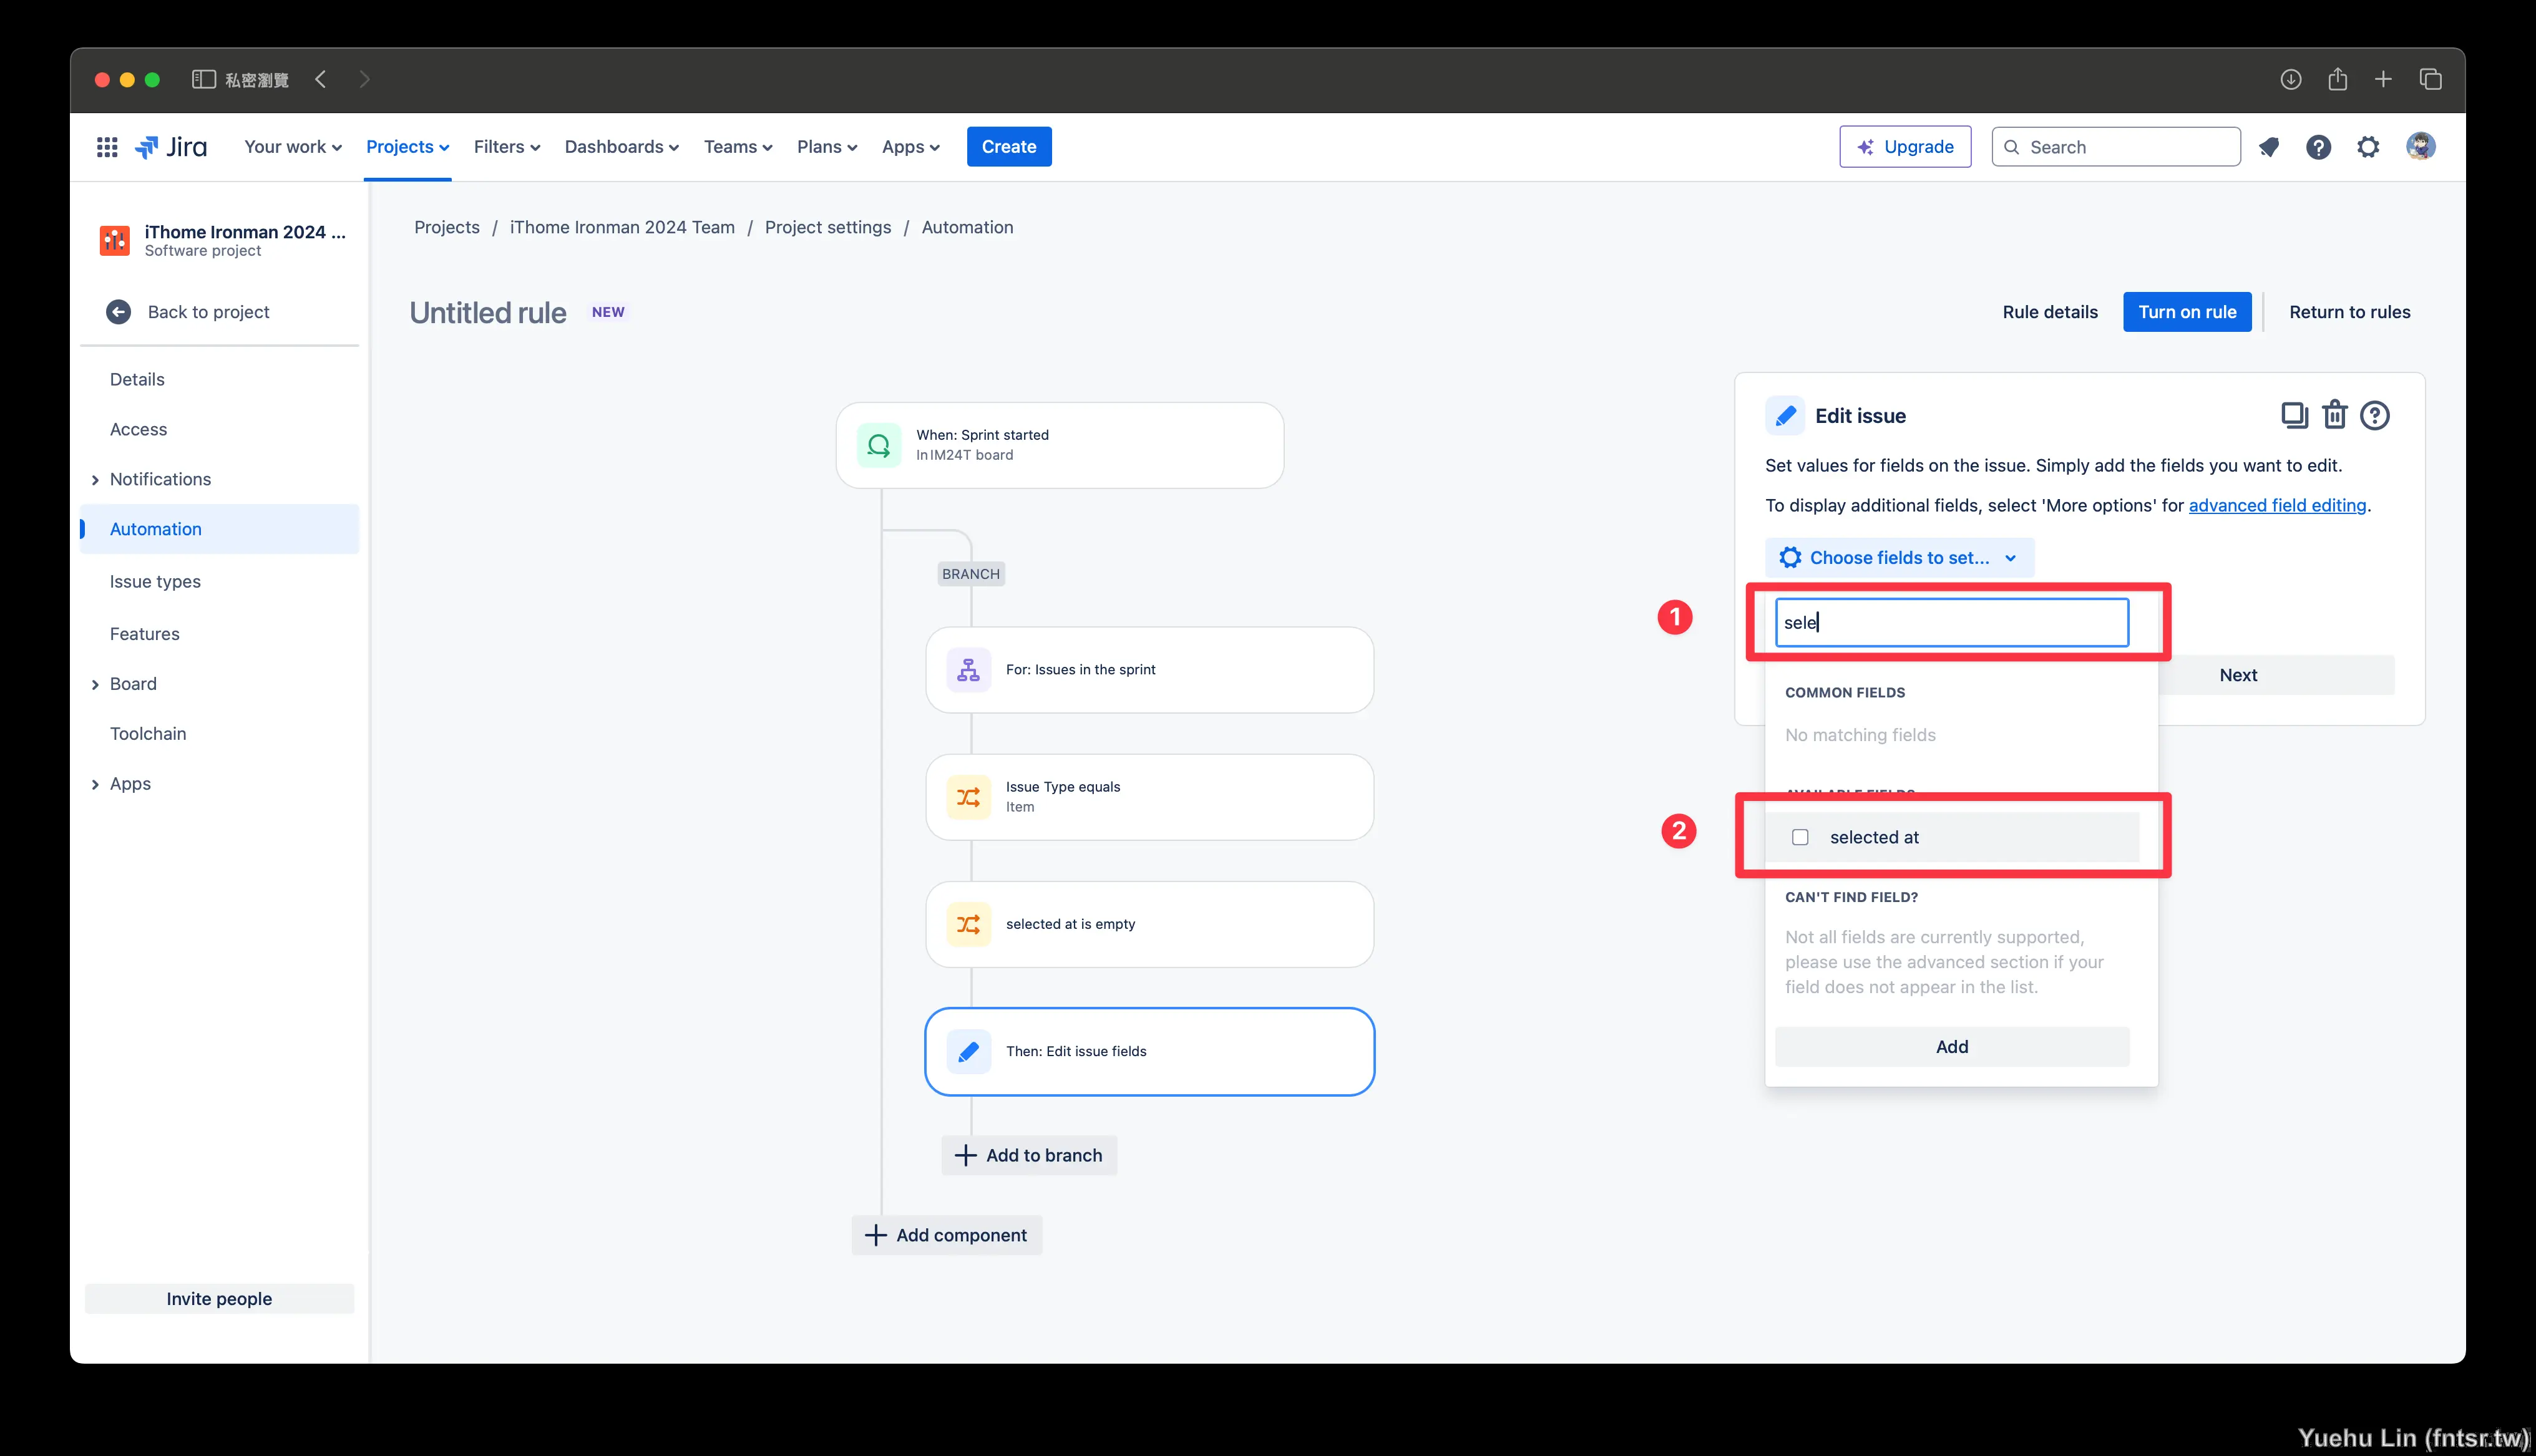 私密瀏覽
Jira
Your work
Projects
Filters
Dashboards
Teams
Plans
Apps
Create
Upgrade
Search
iThome Ironman 2024 ...
Software project
Back to project
Details
Access
Notifications
Automation
Issue types
Features
Board
Toolchain
Apps
Invite people
Projects / iThome Ironman 2024 Team / Project settings / Automation
Untitled rule NEW
Rule details
Turn on rule
Return to rules
When: Sprint started
In IM24T board
BRANCH
For: Issues in the sprint
Issue Type equals
Item
selected at is empty
Then: Edit issue fields
Add to branch
Add component
Edit issue
Set values for fields on the issue. Simply add the fields you want to edit.
To display additional fields, select 'More options' for advanced field editing.
Choose fields to set...
1
sele
Next
COMMON FIELDS
No matching fields
AVAILABLE FIELDS
2
selected at
CAN'T FIND FIELD?
Not all fields are currently supported,
please use the advanced section if your
field does not appear in the list.
Add
Yuehu Lin (fntsr.tw)